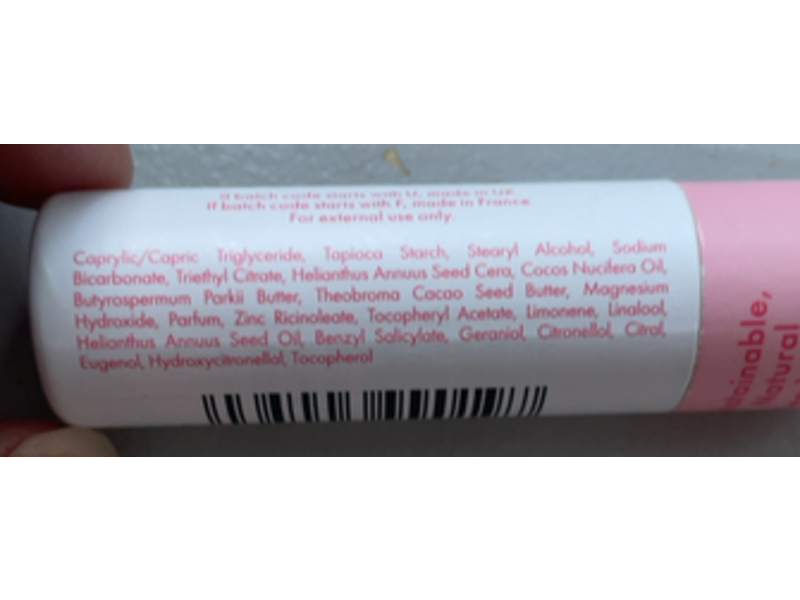 If batch code starts with U, made in UK.
If batch code starts with F, made in France.
For external use only.
Caprylic/Capric Triglyceride, Tapioca Starch, Stearyl Alcohol, Sodium
Bicarbonate, Triethyl Citrate, Helianthus Annuus Seed Cera, Cocos Nucifera Oil,
Butyrospermum Parkii Butter, Theobroma Cacao Seed Butter, Magnesium
Hydroxide, Parfum, Zinc Ricinoleate, Tocopheryl Acetate, Limonene, Linalool,
Helianthus Annuus Seed Oil, Benzyl Salicylate, Geraniol, Citronellol, Citral,
Eugenol, Hydroxycitronellal, Tocopherol
Natural